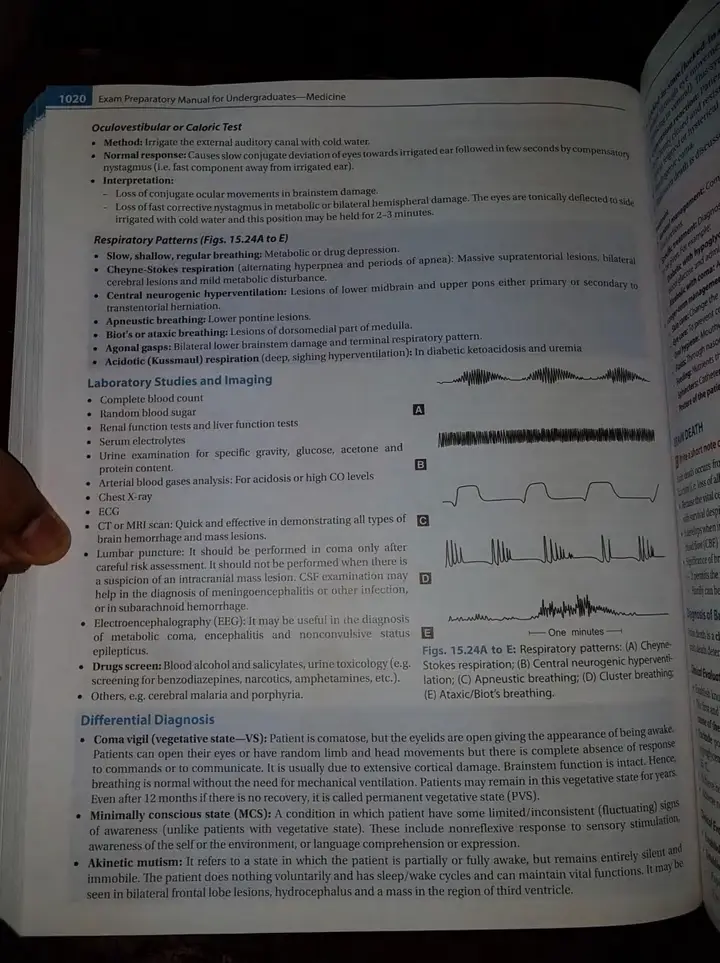 1020 Exam Preparatory Manual for Undergraduates—Medicine
Oculovestibular or Caloric Test
• Method: Irrigate the external auditory canal with cold water.
• Normal response: Causes slow conjugate deviation of eyes towards irrigated ear followed in few seconds by compensatory
nystagmus (i.e. fast component away from irrigated ear).
• Interpretation:
– Loss of conjugate ocular movements in brainstem damage.
– Loss of fast corrective nystagmus in metabolic or bilateral hemispheral damage. The eyes are tonically deflected to side
irrigated with cold water and this position may be held for 2–3 minutes.
Respiratory Patterns (Figs. 15.24A to E)
• Slow, shallow, regular breathing: Metabolic or drug depression.
• Cheyne-Stokes respiration (alternating hyperpnea and periods of apnea): Massive supratentorial lesions, bilateral
cerebral lesions and mild metabolic disturbance.
• Central neurogenic hyperventilation: Lesions of lower midbrain and upper pons either primary or secondary to
transtentorial herniation.
• Apneustic breathing: Lower pontine lesions.
• Biot's or ataxic breathing: Lesions of dorsomedial part of medulla.
• Agonal gasps: Bilateral lower brainstem damage and terminal respiratory pattern.
• Acidotic (Kussmaul) respiration (deep, sighing hyperventilation): In diabetic ketoacidosis and uremia
Laboratory Studies and Imaging
• Complete blood count
• Random blood sugar
• Renal function tests and liver function tests
• Serum electrolytes
• Urine examination for specific gravity, glucose, acetone and
protein content.
• Arterial blood gases analysis: For acidosis or high CO levels
• Chest X-ray
• ECG
• CT or MRI scan: Quick and effective in demonstrating all types of
brain hemorrhage and mass lesions.
• Lumbar puncture: It should be performed in coma only after
careful risk assessment. It should not be performed when there is
a suspicion of an intracranial mass lesion. CSF examination may
help in the diagnosis of meningoencephalitis or other infection,
or in subarachnoid hemorrhage.
• Electroencephalography (EEG): It may be useful in the diagnosis
of metabolic coma, encephalitis and nonconvulsive status
epilepticus.
• Drugs screen: Blood alcohol and salicylates, urine toxicology (e.g.
screening for benzodiazepines, narcotics, amphetamines, etc.).
• Others, e.g. cerebral malaria and porphyria.
A
B
C
D
E
One minutes
Figs. 15.24A to E: Respiratory patterns: (A) Cheyne-
Stokes respiration; (B) Central neurogenic hyperventi-
lation; (C) Apneustic breathing; (D) Cluster breathing;
(E) Ataxic/Biot's breathing.
Differential Diagnosis
• Coma vigil (vegetative state—VS): Patient is comatose, but the eyelids are open giving the appearance of being awake.
Patients can open their eyes or have random limb and head movements but there is complete absence of response
to commands or to communicate. It is usually due to extensive cortical damage. Brainstem function is intact. Hence,
breathing is normal without the need for mechanical ventilation. Patients may remain in this vegetative state for years.
Even after 12 months if there is no recovery, it is called permanent vegetative state (PVS).
• Minimally conscious state (MCS): A condition in which patient have some limited/inconsistent (fluctuating) signs
of awareness (unlike patients with vegetative state). These include nonreflexive response to sensory stimulation,
awareness of the self or the environment, or language comprehension or expression.
• Akinetic mutism: It refers to a state in which the patient is partially or fully awake, but remains entirely silent and
immobile. The patient does nothing voluntarily and has sleep/wake cycles and can maintain vital functions. It may be
seen in bilateral frontal lobe lesions, hydrocephalus and a mass in the region of third ventricle.